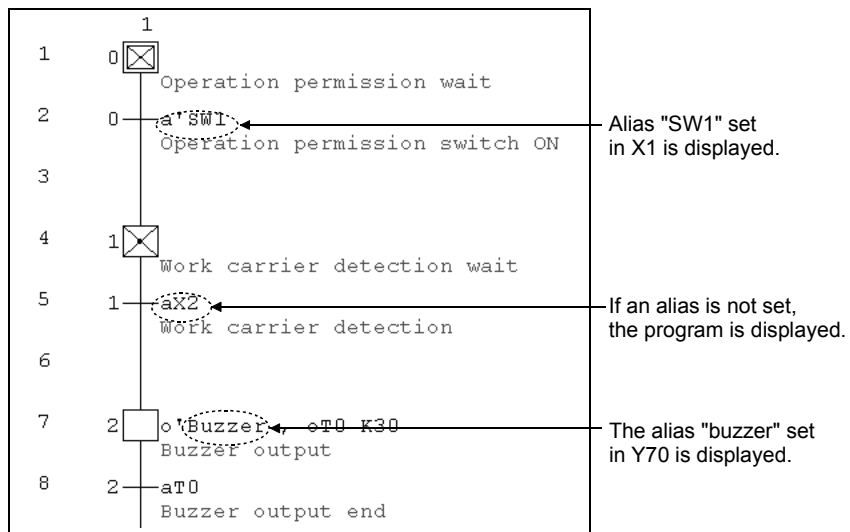 1
1 0
Operation permission wait
2 0 a'SW1
Operation permission switch ON
Alias "SW1" set
in X1 is displayed.
3
4 1
Work carrier detection wait
5 1 aX2
Work carrier detection
If an alias is not set,
the program is displayed.
6
7 2 o'Buzzer , oT0 K30
Buzzer output
The alias "buzzer" set
in Y70 is displayed.
8 2 aT0
Buzzer output end